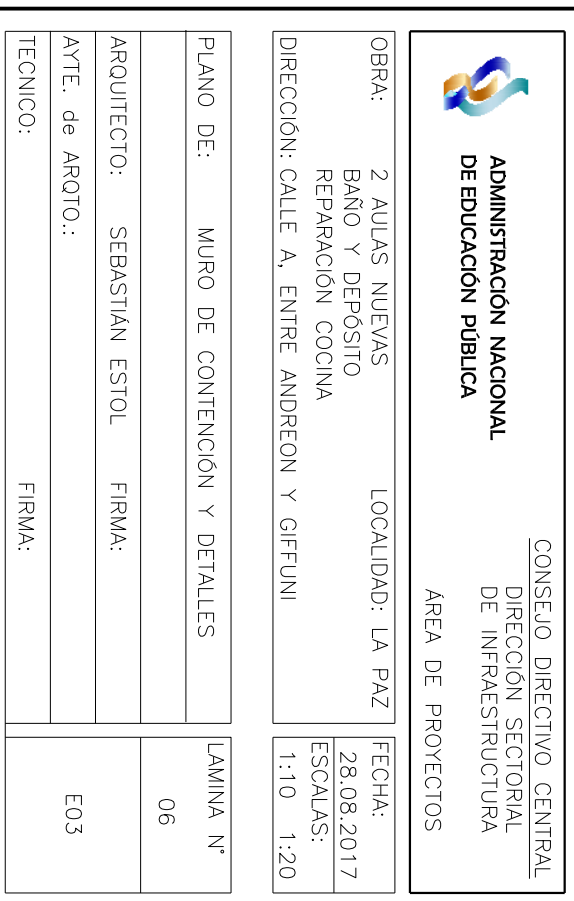 ADMINISTRACIÓN NACIONAL
DE EDUCACIÓN PÚBLICA
CONSEJO DIRECTIVO CENTRAL
DIRECCIÓN SECTORIAL
DE INFRAESTRUCTURA
ÁREA DE PROYECTOS
OBRA: 2 AULAS NUEVAS LOCALIDAD: LA PAZ
BAÑO Y DEPÓSITO
REPARACIÓN COCINA
DIRECCIÓN: CALLE A, ENTRE ANDREON Y GIFFUNI
FECHA:
28.08.2017
ESCALAS:
1:10 1:20
PLANO DE: MURO DE CONTENCIÓN Y DETALLES
LAMINA N°
06
ARQUITECTO: SEBASTIÁN ESTOL FIRMA:
AYTE. de ARQTO.:
E03
TECNICO: FIRMA: